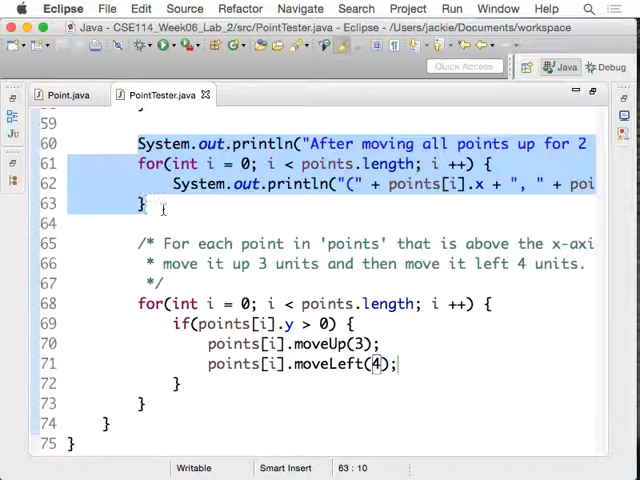 Eclipse File Edit Source Refactor Navigate Search Project Run Window Help
Java - CSE114_Week06_Lab_2/src/PointTester.java - Eclipse - /Users/jackie/Documents/workspace
Quick Access Java Debug
Point.java PointTester.java
59
60 System.out.println("After moving all points up for 2
61 for(int i = 0; i < points.length; i ++) {
62 System.out.println("(" + points[i].x + ", " + poi
63 }
64
65 /* For each point in 'points' that is above the x-axi
66 * move it up 3 units and then move it left 4 units.
67 */
68 for(int i = 0; i < points.length; i ++) {
69 if(points[i].y > 0) {
70 points[i].moveUp(3);
71 points[i].moveLeft(4);
72 }
73 }
74 }
75 }
Writable Smart Insert 63 : 10